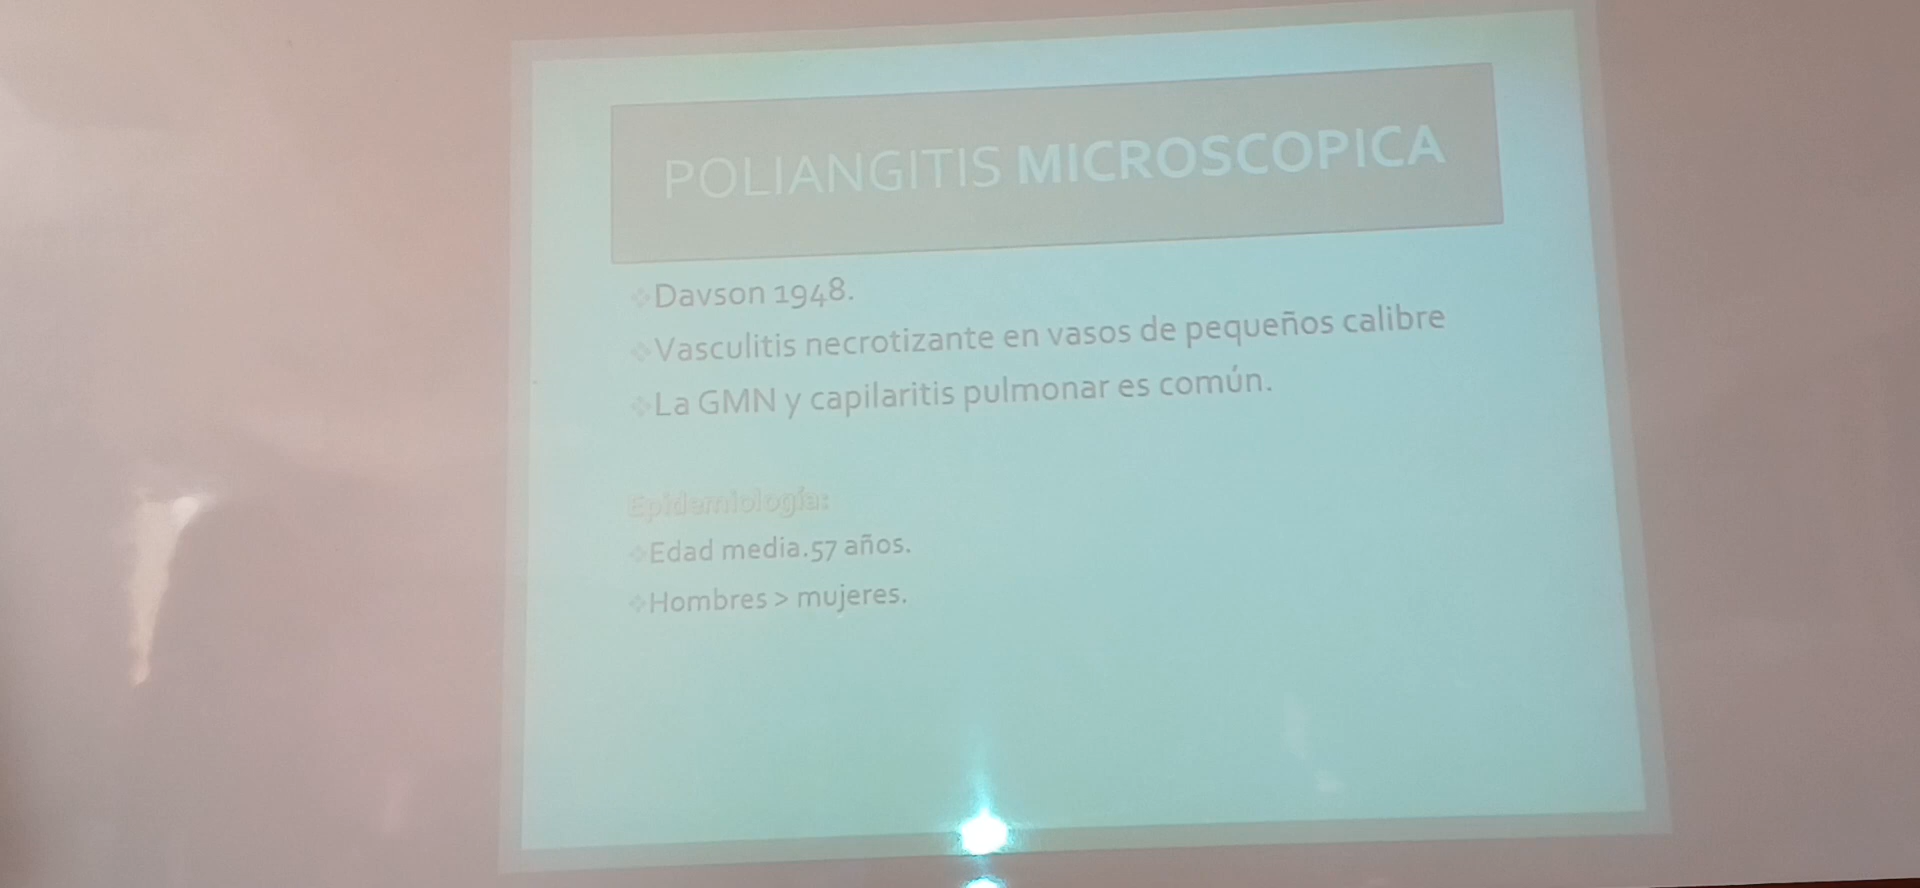 POLIANGITIS MICROSCOPICA
Davson 1948.
Vasculitis necrotizante en vasos de pequeños calibre
La GMN y capilaritis pulmonar es común.
Epidemiología:
Edad media.57 años.
Hombres > mujeres.